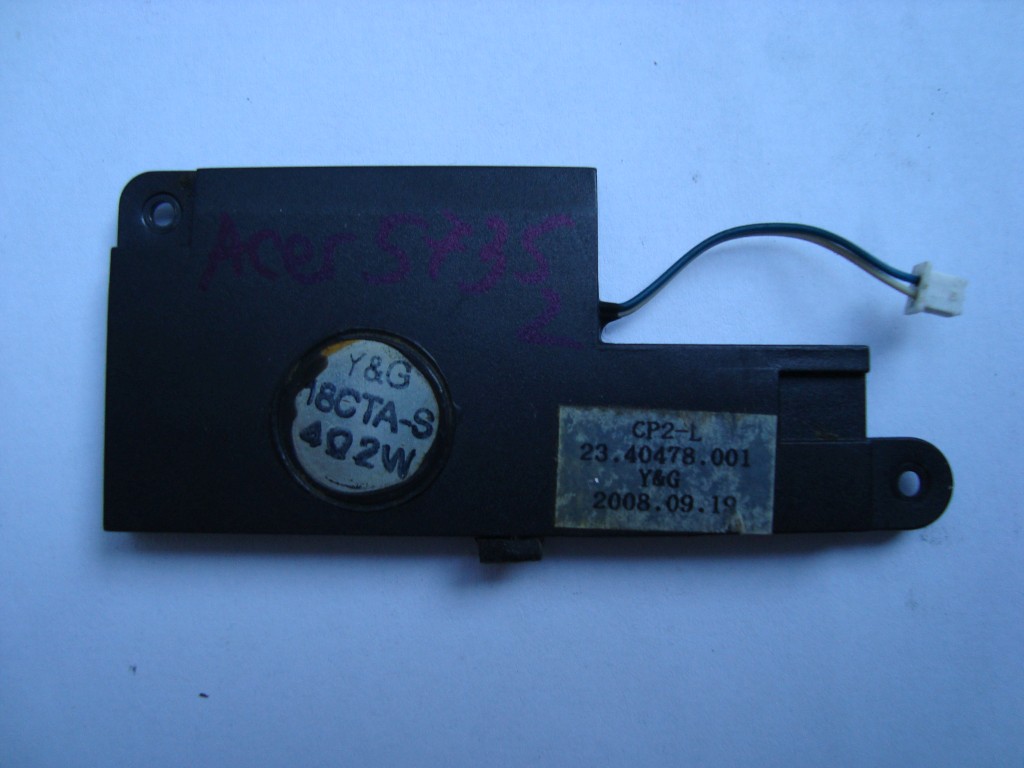 Acer 5735
2
Y&G
18CTA-S
4Ω2W
CP2-L
23.40478.001
Y&G
2008.09.19